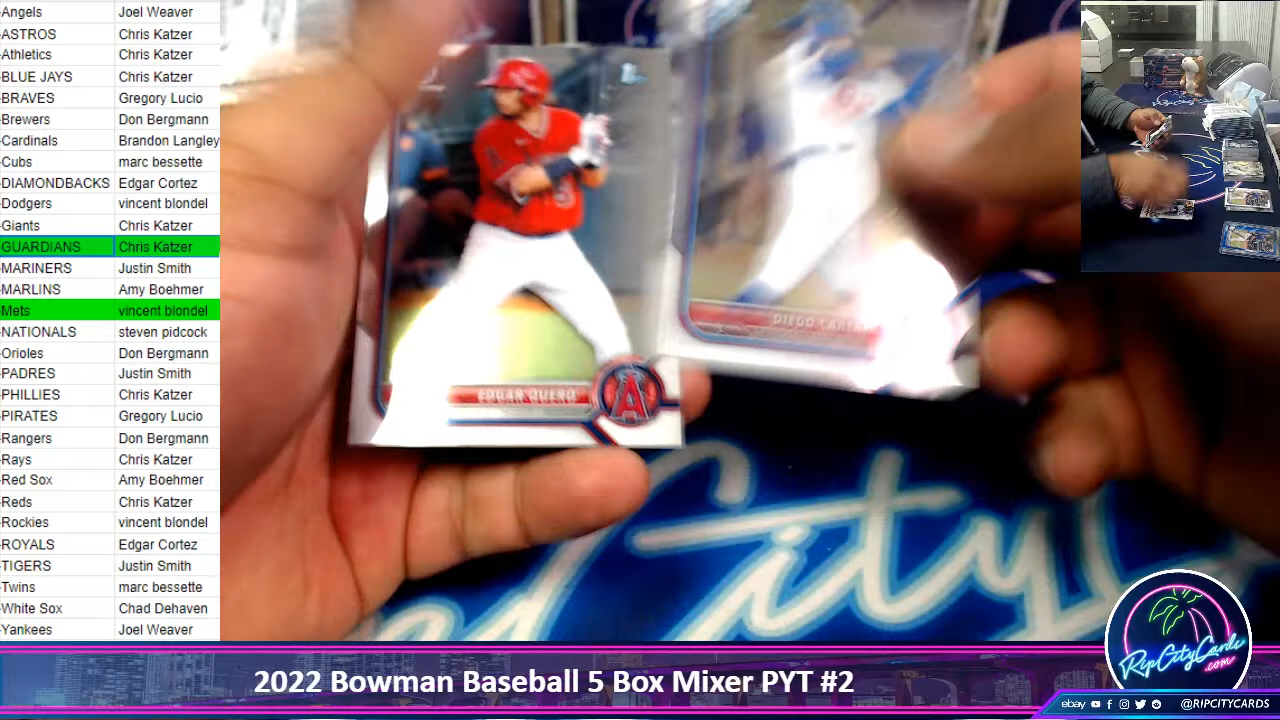 -Angels Joel Weaver
-ASTROS Chris Katzer
-Athletics Chris Katzer
-BLUE JAYS Chris Katzer
-BRAVES Gregory Lucio
-Brewers Don Bergmann
-Cardinals Brandon Langley
-Cubs marc bessette
-DIAMONDBACKS Edgar Cortez
-Dodgers vincent blondel
-Giants Chris Katzer
-GUARDIANS Chris Katzer
-MARINERS Justin Smith
-MARLINS Amy Boehmer
-Mets vincent blondel
-NATIONALS steven pidcock
-Orioles Don Bergmann
-PADRES Justin Smith
-PHILLIES Chris Katzer
-PIRATES Gregory Lucio
-Rangers Don Bergmann
-Rays Chris Katzer
-Red Sox Amy Boehmer
-Reds Chris Katzer
-Rockies vincent blondel
-ROYALS Edgar Cortez
-TIGERS Justin Smith
-Twins marc bessette
-White Sox Chad Dehaven
-Yankees Joel Weaver
EDGAR QUERO
A
DIEGO
City
2022 Bowman Baseball 5 Box Mixer PYT #2
RipCityCards
.com
ebay @RIPCITYCARDS